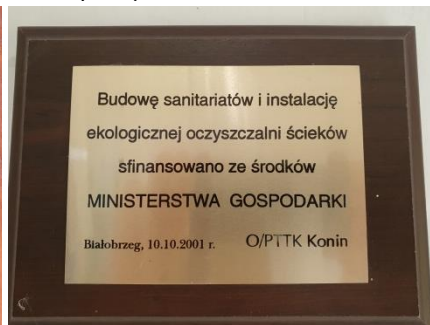 Budowę sanitariatów i instalację
ekologicznej oczyszczalni ścieków
sfinansowano ze środków
MINISTERSTWA GOSPODARKI
Białobrzeg, 10.10.2001 r. O/PTTK Konin